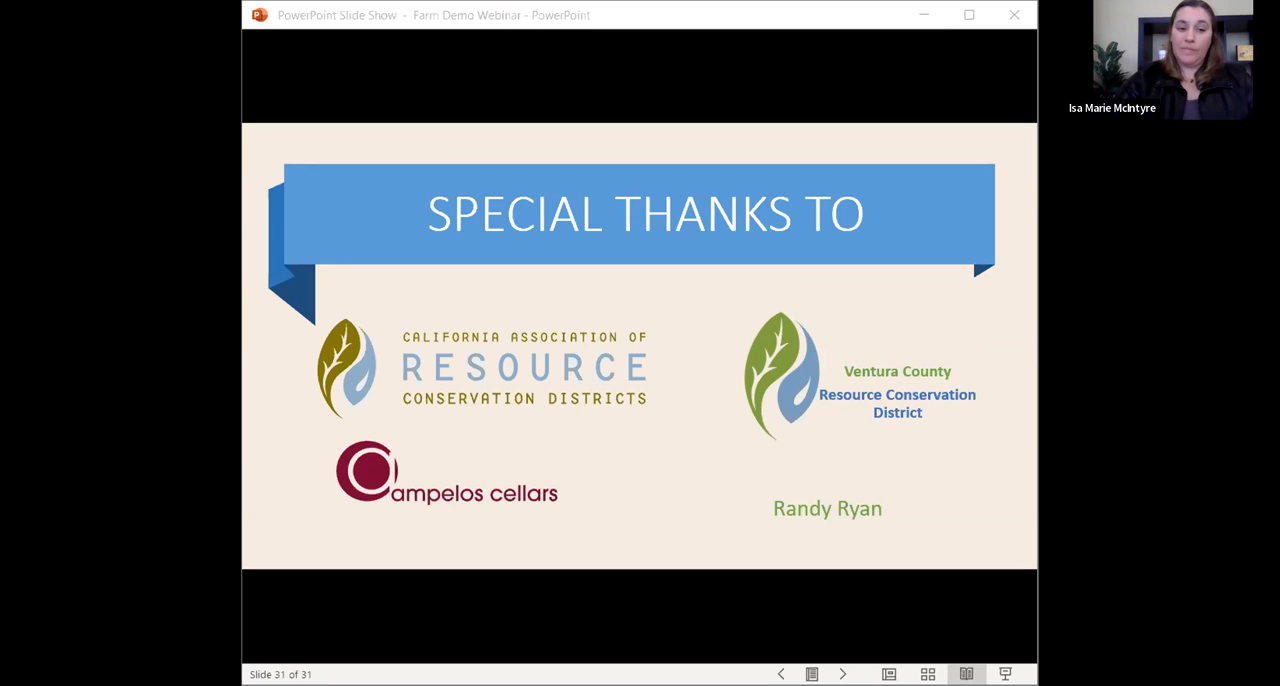 PowerPoint Slide Show - Farm Demo Webinar - PowerPoint
Isa Marie McIntyre
SPECIAL THANKS TO
CALIFORNIA ASSOCIATION OF
RESOURCE
CONSERVATION DISTRICTS
Ventura County
Resource Conservation
District
ampelos cellars
Randy Ryan
Slide 31 of 31